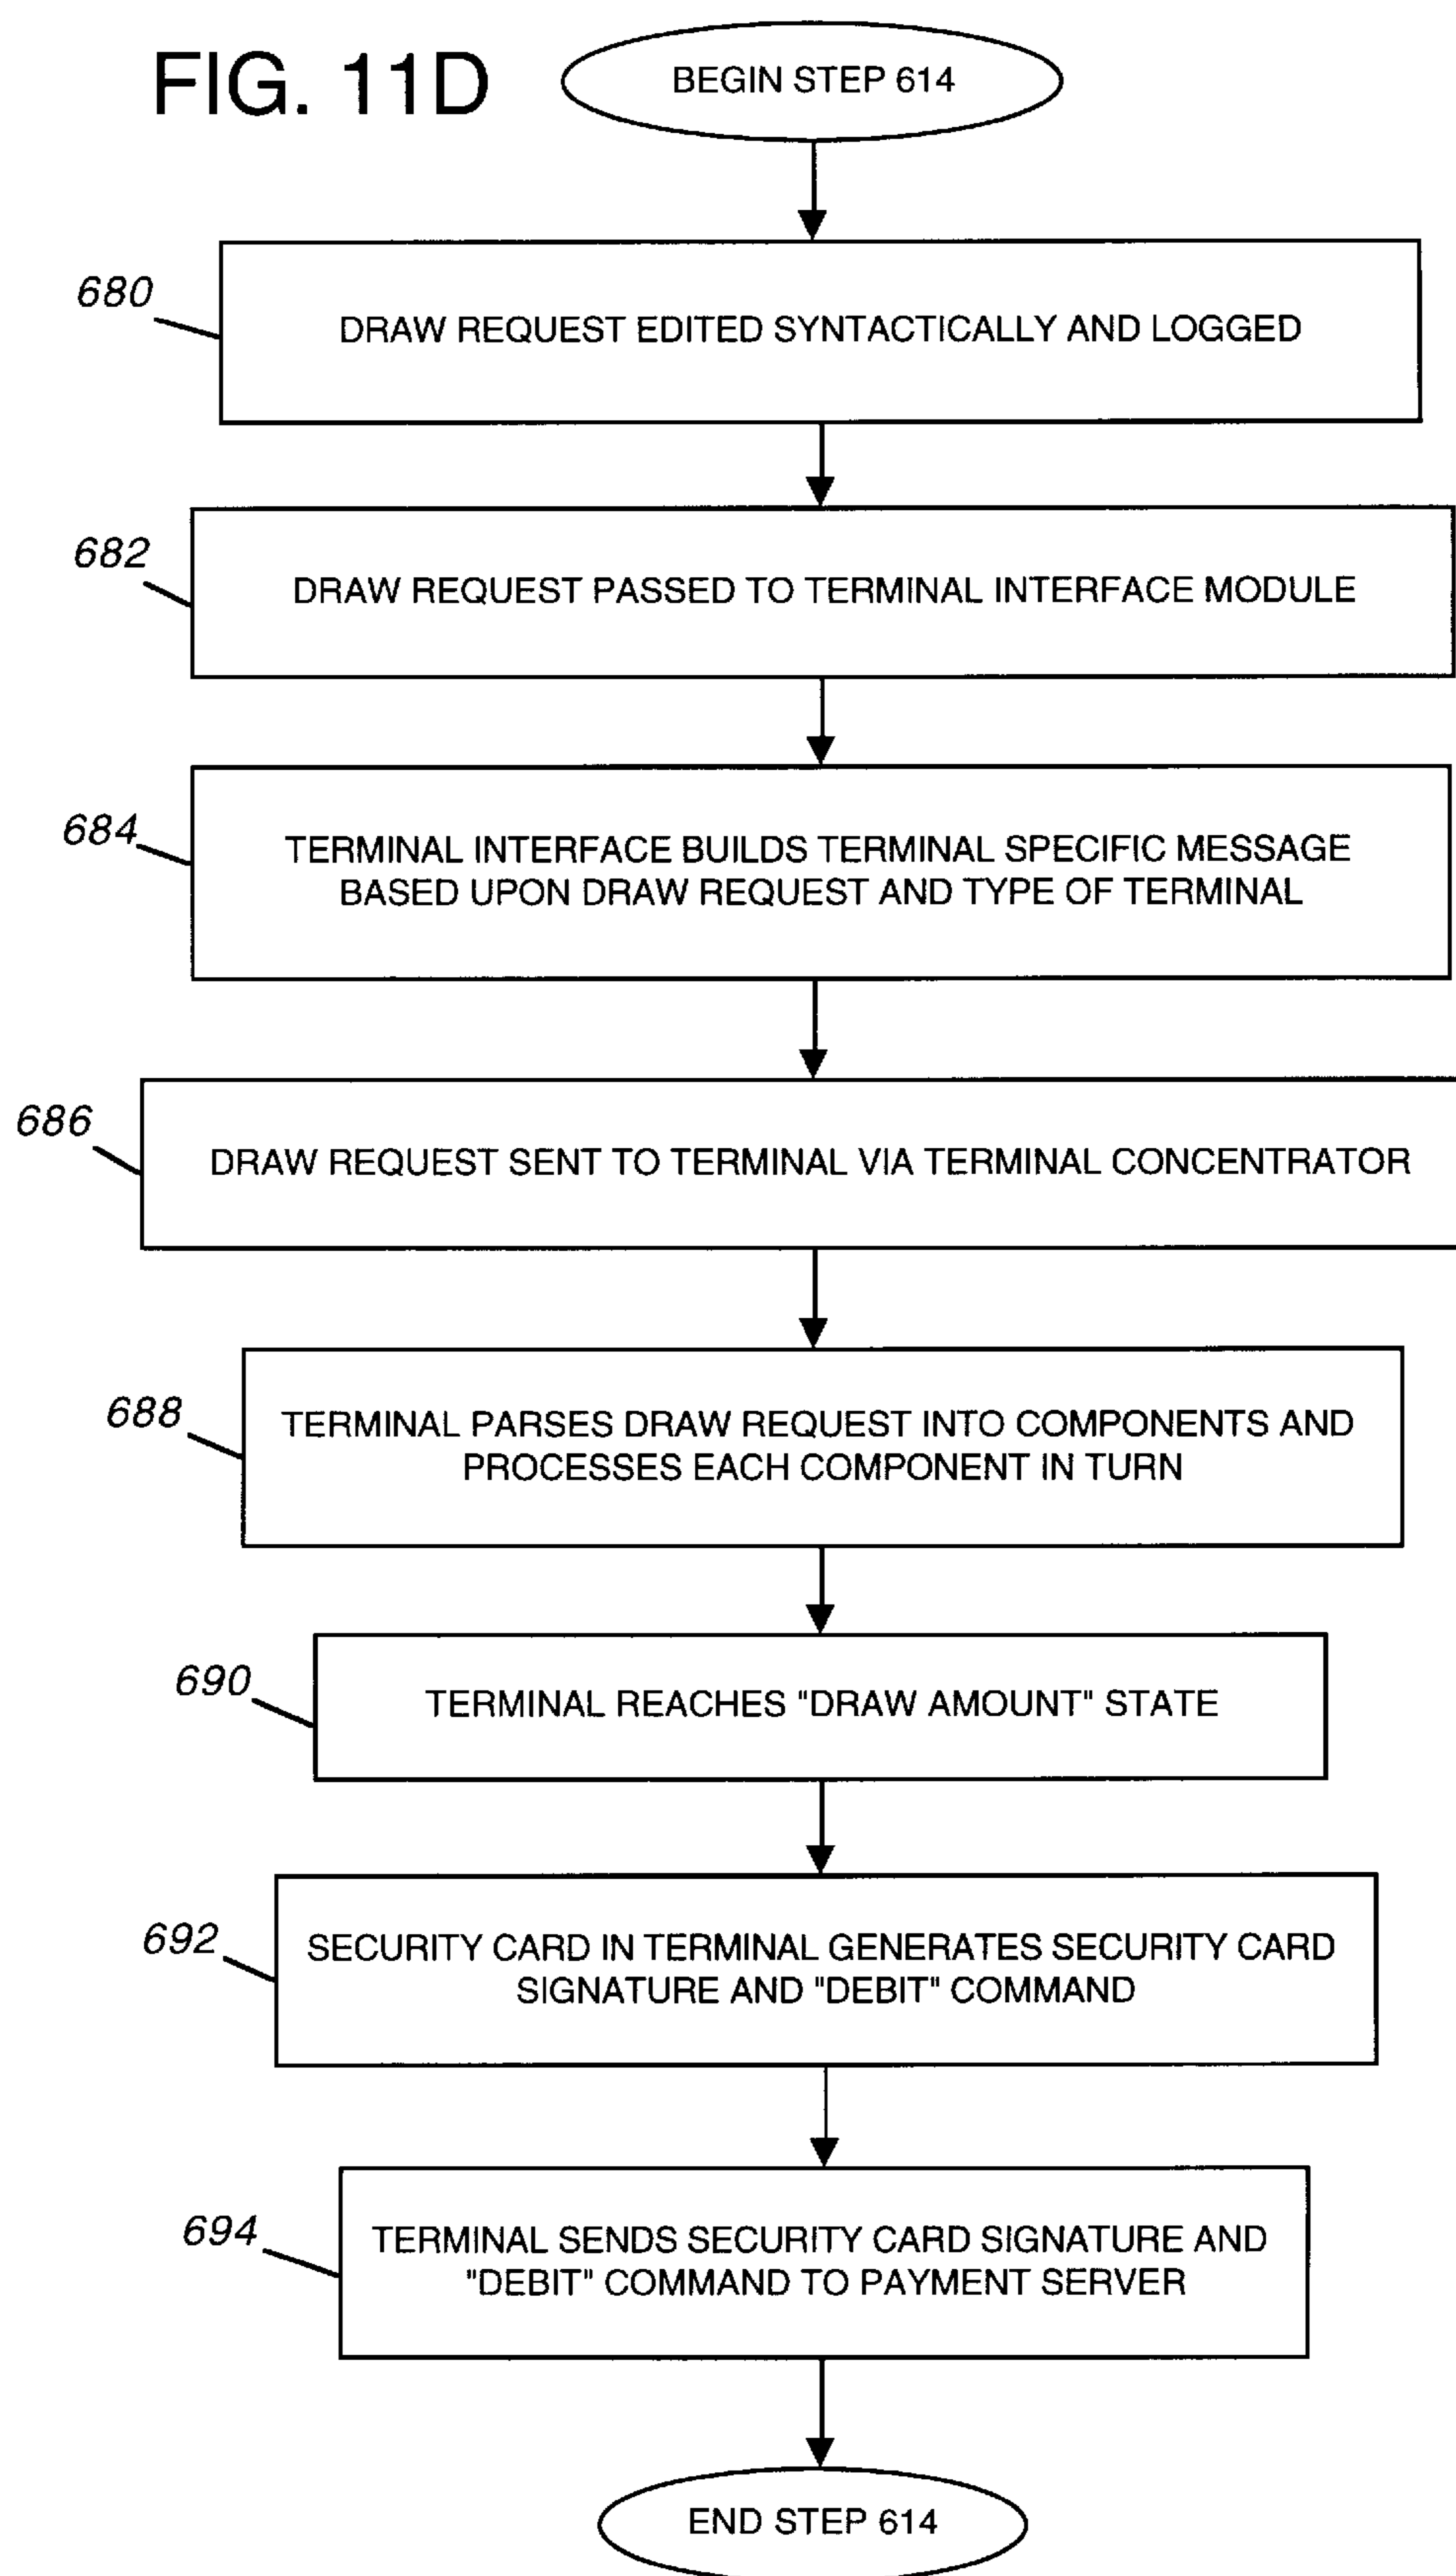 FIG. 11D
BEGIN STEP 614
680
DRAW REQUEST EDITED SYNTACTICALLY AND LOGGED
682
DRAW REQUEST PASSED TO TERMINAL INTERFACE MODULE
684
TERMINAL INTERFACE BUILDS TERMINAL SPECIFIC MESSAGE
BASED UPON DRAW REQUEST AND TYPE OF TERMINAL
686
DRAW REQUEST SENT TO TERMINAL VIA TERMINAL CONCENTRATOR
688
TERMINAL PARSES DRAW REQUEST INTO COMPONENTS AND
PROCESSES EACH COMPONENT IN TURN
690
TERMINAL REACHES "DRAW AMOUNT" STATE
692
SECURITY CARD IN TERMINAL GENERATES SECURITY CARD
SIGNATURE AND "DEBIT" COMMAND
694
TERMINAL SENDS SECURITY CARD SIGNATURE AND
"DEBIT" COMMAND TO PAYMENT SERVER
END STEP 614